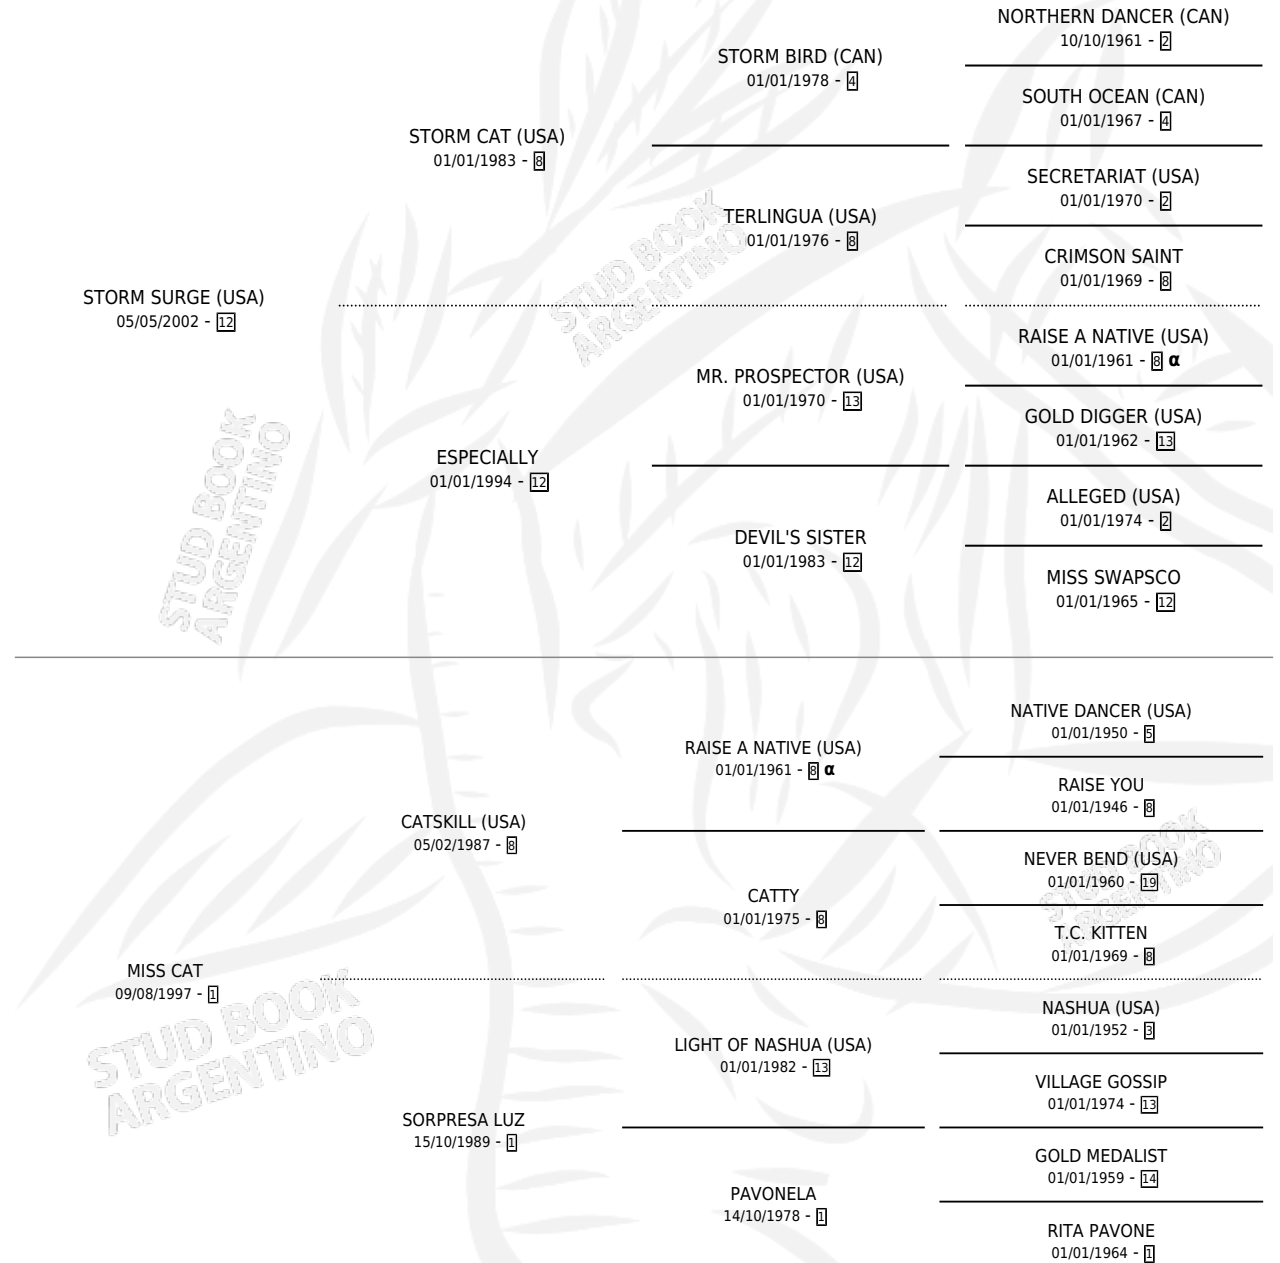 NORTHERN DANCER (CAN)
10/10/1961 - 2
STORM BIRD (CAN)
01/01/1978 - 4
SOUTH OCEAN (CAN)
01/01/1967 - 4
STORM CAT (USA)
01/01/1983 - 8
SECRETARIAT (USA)
01/01/1970 - 2
TERLINGUA (USA)
01/01/1976 - 8
CRIMSON SAINT
01/01/1969 - 8
STORM SURGE (USA)
05/05/2002 - 12
RAISE A NATIVE (USA)
01/01/1961 - 8 α
MR. PROSPECTOR (USA)
01/01/1970 - 13
GOLD DIGGER (USA)
01/01/1962 - 13
ESPECIALLY
01/01/1994 - 12
ALLEGED (USA)
01/01/1974 - 2
DEVIL'S SISTER
01/01/1983 - 12
MISS SWAPSCO
01/01/1965 - 12
NATIVE DANCER (USA)
01/01/1950 - 5
RAISE A NATIVE (USA)
01/01/1961 - 8 α
RAISE YOU
01/01/1946 - 8
CATSKILL (USA)
05/02/1987 - 8
NEVER BEND (USA)
01/01/1960 - 19
CATTY
01/01/1975 - 8
T.C. KITTEN
01/01/1969 - 8
MISS CAT
09/08/1997 - 1
NASHUA (USA)
01/01/1952 - 3
LIGHT OF NASHUA (USA)
01/01/1982 - 13
VILLAGE GOSSIP
01/01/1974 - 13
SORPRESA LUZ
15/10/1989 - 1
GOLD MEDALIST
01/01/1959 - 14
PAVONELA
14/10/1978 - 1
RITA PAVONE
01/01/1964 - 1
STUD BOOK
ARGENTINO
STUD BOOK
ARGENTINO
STUD BOOK
ARGENTINO
STUD BOOK
ARGENTINO